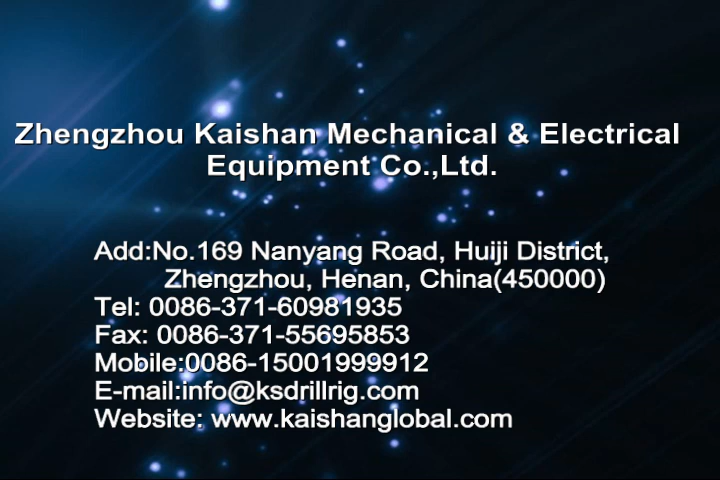 Zhengzhou Kaishan Mechanical & Electrical
Equipment Co.,Ltd.
Add:No.169 Nanyang Road, Huiji District,
Zhengzhou, Henan, China(450000)
Tel: 0086-371-60981935
Fax: 0086-371-55695853
Mobile:0086-15001999912
E-mail:info@ksdrillrig.com
Website: www.kaishanglobal.com